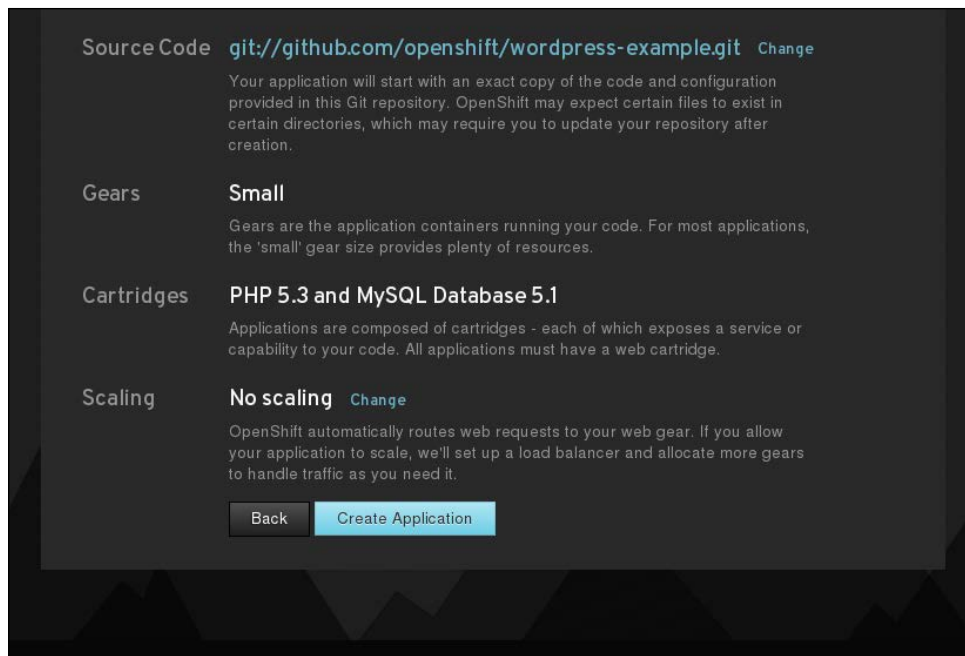 Source Code git://github.com/openshift/wordpress-example.git Change
Your application will start with an exact copy of the code and configuration
provided in this Git repository. OpenShift may expect certain files to exist in
certain directories, which may require you to update your repository after
creation.
Gears Small
Gears are the application containers running your code. For most applications,
the 'small' gear size provides plenty of resources.
Cartridges PHP 5.3 and MySQL Database 5.1
Applications are composed of cartridges - each of which exposes a service or
capability to your code. All applications must have a web cartridge.
Scaling No scaling Change
OpenShift automatically routes web requests to your web gear. If you allow
your application to scale, we'll set up a load balancer and allocate more gears
to handle traffic as you need it.
Back Create Application